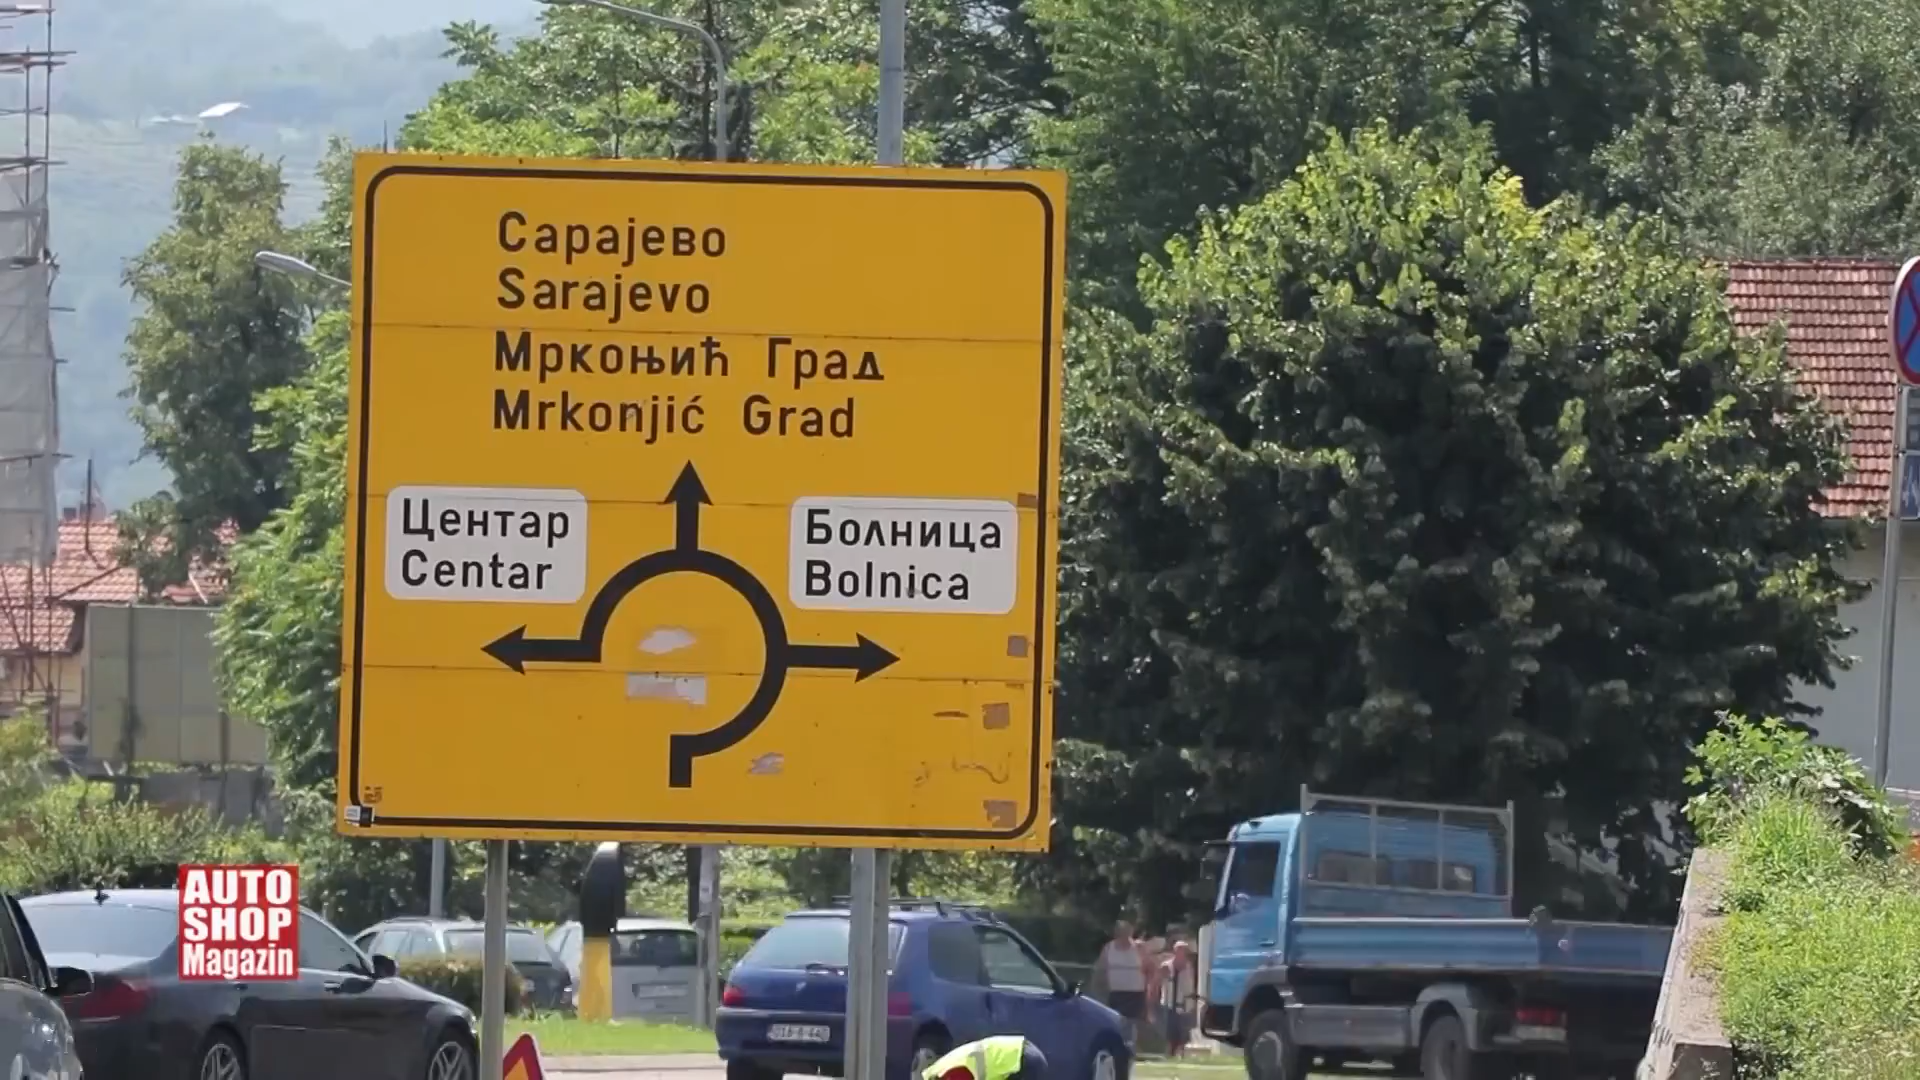 Сарајево
Sarajevo
Мркоњић Град
Mrkonjić Grad
Центар
Centar
Болница
Bolnica
AUTO
SHOP
Magazin